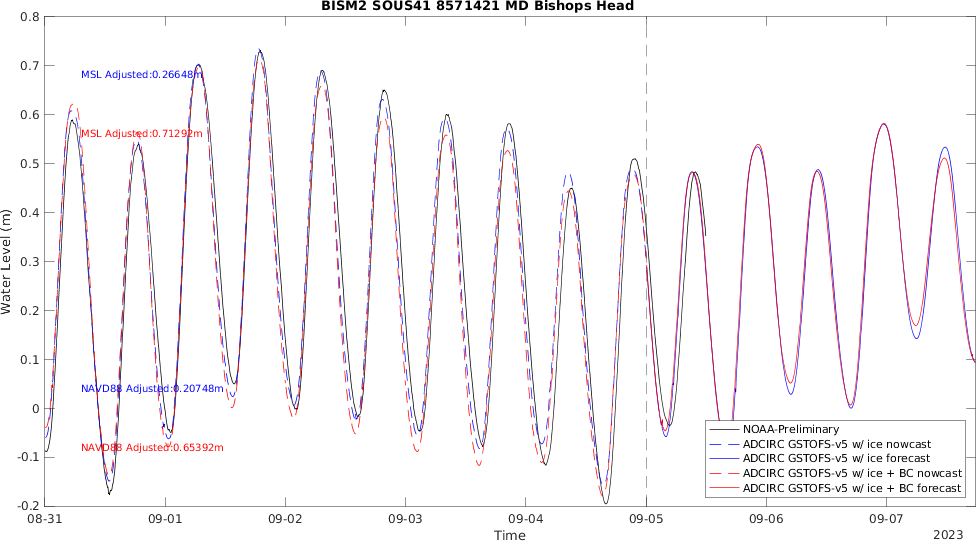 BISM2 SOUS41 8571421 MD Bishops Head
0.8
0.7
0.6
0.5
0.4
0.3
0.2
0.1
0
-0.1
-0.2
Water Level (m)
MSL Adjusted:0.26648m
MSL Adjusted:0.71292m
NAVD88 Adjusted:0.20748m
NAVD88 Adjusted:0.65392m
NOAA-Preliminary
ADCIRC GSTOFS-v5 w/ ice nowcast
ADCIRC GSTOFS-v5 w/ ice forecast
ADCIRC GSTOFS-v5 w/ ice + BC nowcast
ADCIRC GSTOFS-v5 w/ ice + BC forecast
08-31 09-01 09-02 09-03 09-04 09-05 09-06 09-07
Time
2023